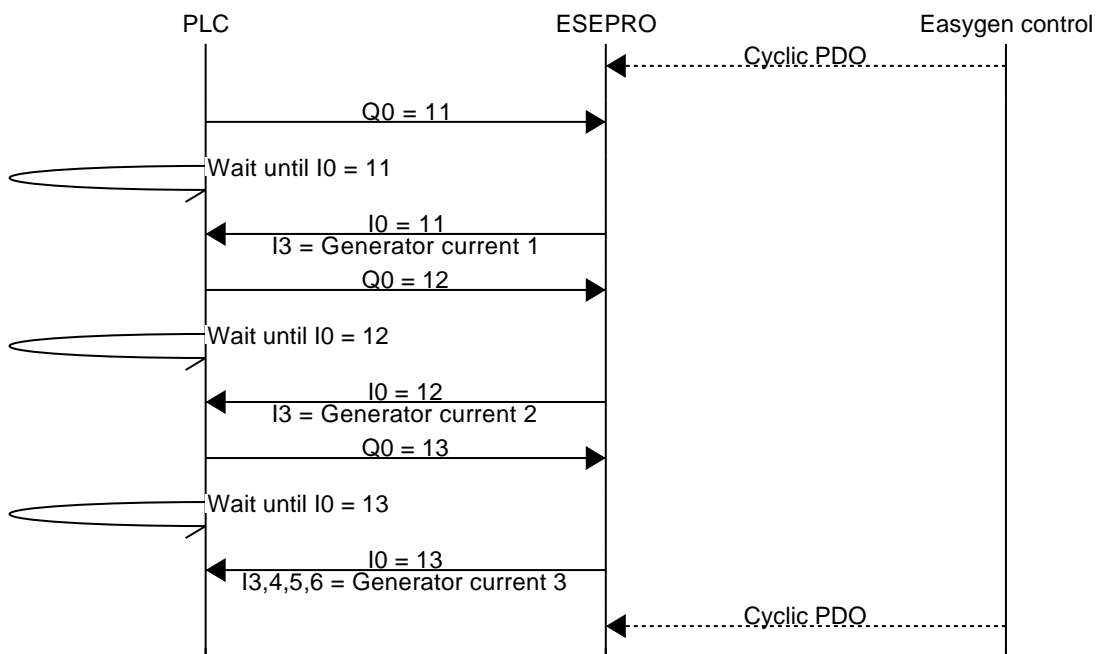 PLC ESEPRO Easygen control
Cyclic PDO
Q0 = 11
Wait until I0 = 11
I0 = 11
I3 = Generator current 1
Q0 = 12
Wait until I0 = 12
I0 = 12
I3 = Generator current 2
Q0 = 13
Wait until I0 = 13
I0 = 13
I3,4,5,6 = Generator current 3
Cyclic PDO